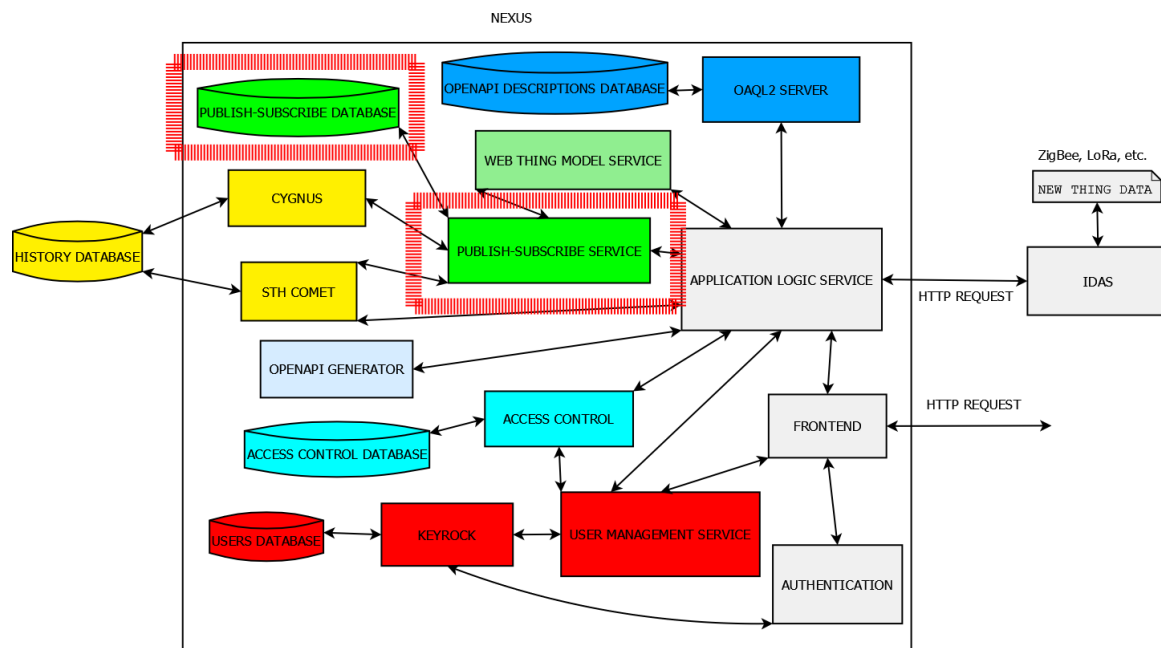 NEXUS
OPENAPI DESCRIPTIONS DATABASE
OAQL2 SERVER
PUBLISH-SUBSCRIBE DATABASE
WEB THING MODEL SERVICE
ZigBee, LoRa, etc.
NEW THING DATA
CYGNUS
HISTORY DATABASE
PUBLISH-SUBSCRIBE SERVICE
APPLICATION LOGIC SERVICE
STH COMET
HTTP REQUEST
IDAS
OPENAPI GENERATOR
ACCESS CONTROL
FRONTEND
HTTP REQUEST
ACCESS CONTROL DATABASE
USERS DATABASE
KEYROCK
USER MANAGEMENT SERVICE
AUTHENTICATION